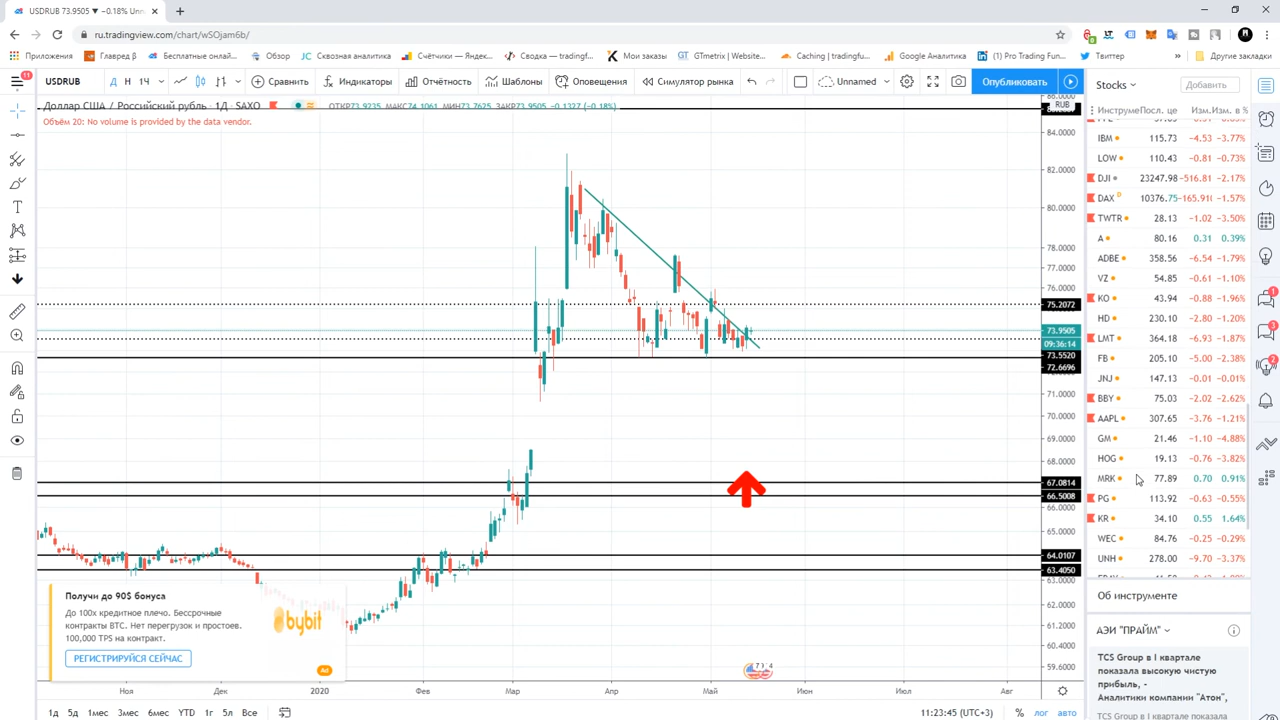 USDRUB 73.9505 ▼ −0.18% Unna
ru.tradingview.com/chart/wSOjam6b/
Приложения
Главред β
Бесплатные онлай...
Обзор
Сквозная аналитика
Счётчики — Яндекс...
Сводка — tradingf...
Мои заказы
GTmetrix | Website...
Caching | tradingfu...
Google Аналитика
(1) Pro Trading Fun...
Твиттер
»
Другие закладки
11
USDRUB
Д Н 1Ч
Сравнить
Отчётность
Шаблоны
Оповещения
Симулятор рынка
Unnamed
Опубликовать
Stocks
Добавить
Доллар США / Российский рубль · 1Д · SAXO
МАКС74.1061 МИН73.7625 ЗАКР73.9505 −0.1327 (−0.18%)
Объём 20: No volume is provided by the data vendor.
RUB
84.0000
82.0000
80.0000
78.0000
77.0000
76.0000
75.2072
73.9505
09:36:14
73.5520
72.6696
71.0000
70.0000
69.0000
68.0000
67.0814
66.5008
66.0000
65.0000
64.0107
63.4050
63.0000
62.0000
61.2000
60.4000
59.6000
IBM 115.73 −4.53 −3.77%
LOW 110.43 −0.81 −0.73%
DJI 23247.98 −516.81 −2.17%
DAX D 10376.75 −165.91 −1.57%
TWTR 28.13 −1.02 −3.50%
A 80.16 0.31 0.39%
ADBE 358.56 −6.54 −1.79%
VZ 54.85 −0.61 −1.10%
KO 43.94 −0.88 −1.96%
HD 230.10 −2.80 −1.20%
LMT 364.18 −6.93 −1.87%
FB 205.10 −5.00 −2.38%
JNJ 147.13 −0.01 −0.01%
BBY 75.03 −2.02 −2.62%
AAPL 307.65 −3.76 −1.21%
GM 21.46 −1.10 −4.88%
HOG 19.13 −0.76 −3.82%
MRK 77.89 0.70 0.91%
PG 113.92 −0.63 −0.55%
KR 34.10 0.55 1.64%
WEC 84.76 −0.25 −0.29%
UNH 278.00 −9.70 −3.37%
Об инструменте
АЭИ "ПРАЙМ"
TCS Group в I квартале
показала высокую чистую
прибыль, -
Аналитики компании "Атон",
TCS Group в I квартале
Получи до 90$ бонуса
До 100x кредитное плечо. Бессрочные
контракты BTC. Нет перегрузок и простоев.
100,000 TPS на контракт.
РЕГИСТРИРУЙСЯ СЕЙЧАС
bybit
Ad
Ноя Дек 2020 Фев Мар Апр Май Июн Июл Авг
1д 5д 1мес 3мес 6мес YTD 1г 5л Все
11:23:45 (UTC+3) % лог авто